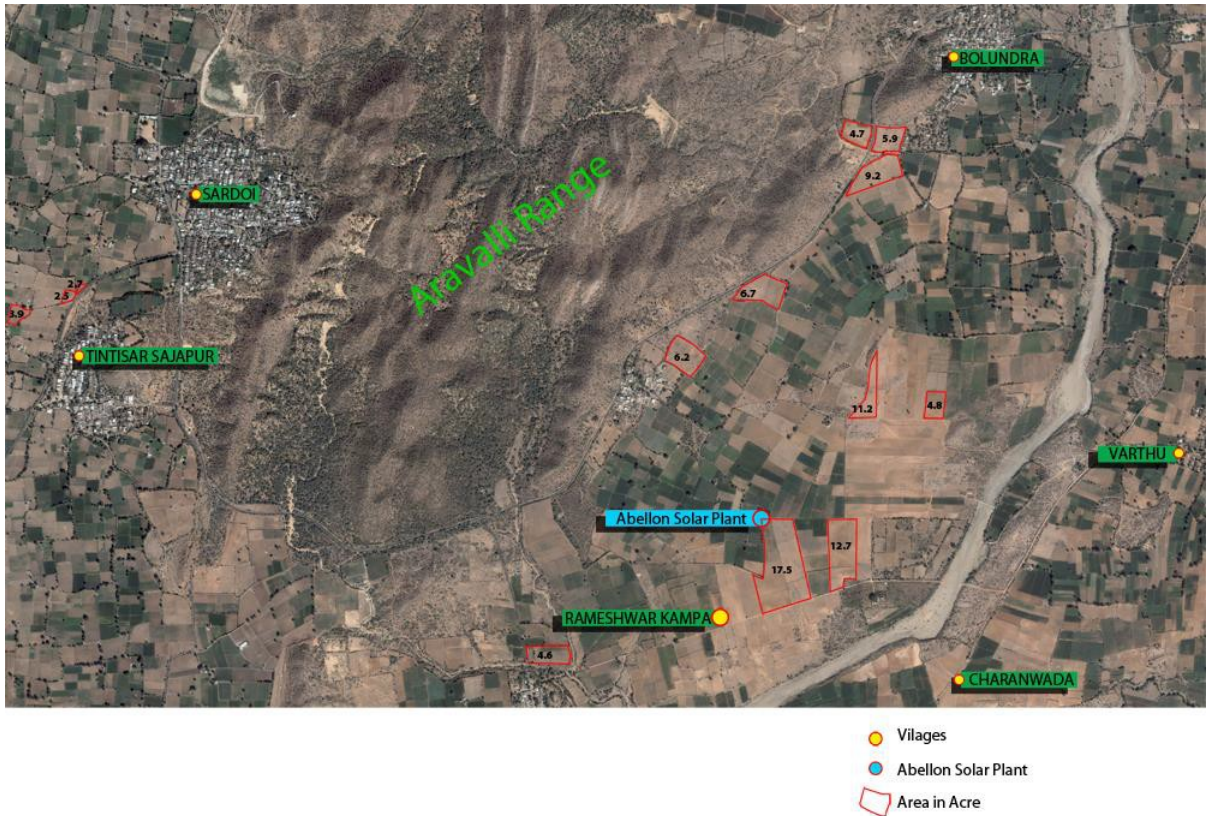 BOLUNDRA
4.7
5.9
9.2
SARDOI
Aravalli Range
2.7
2.5
3.9
6.7
TINTISAR SAJAPUR
6.2
11.2
4.8
VARTHU
Abellon Solar Plant
12.7
17.5
RAMESHWAR KAMPA
4.6
CHARANWADA
Vilages
Abellon Solar Plant
Area in Acre